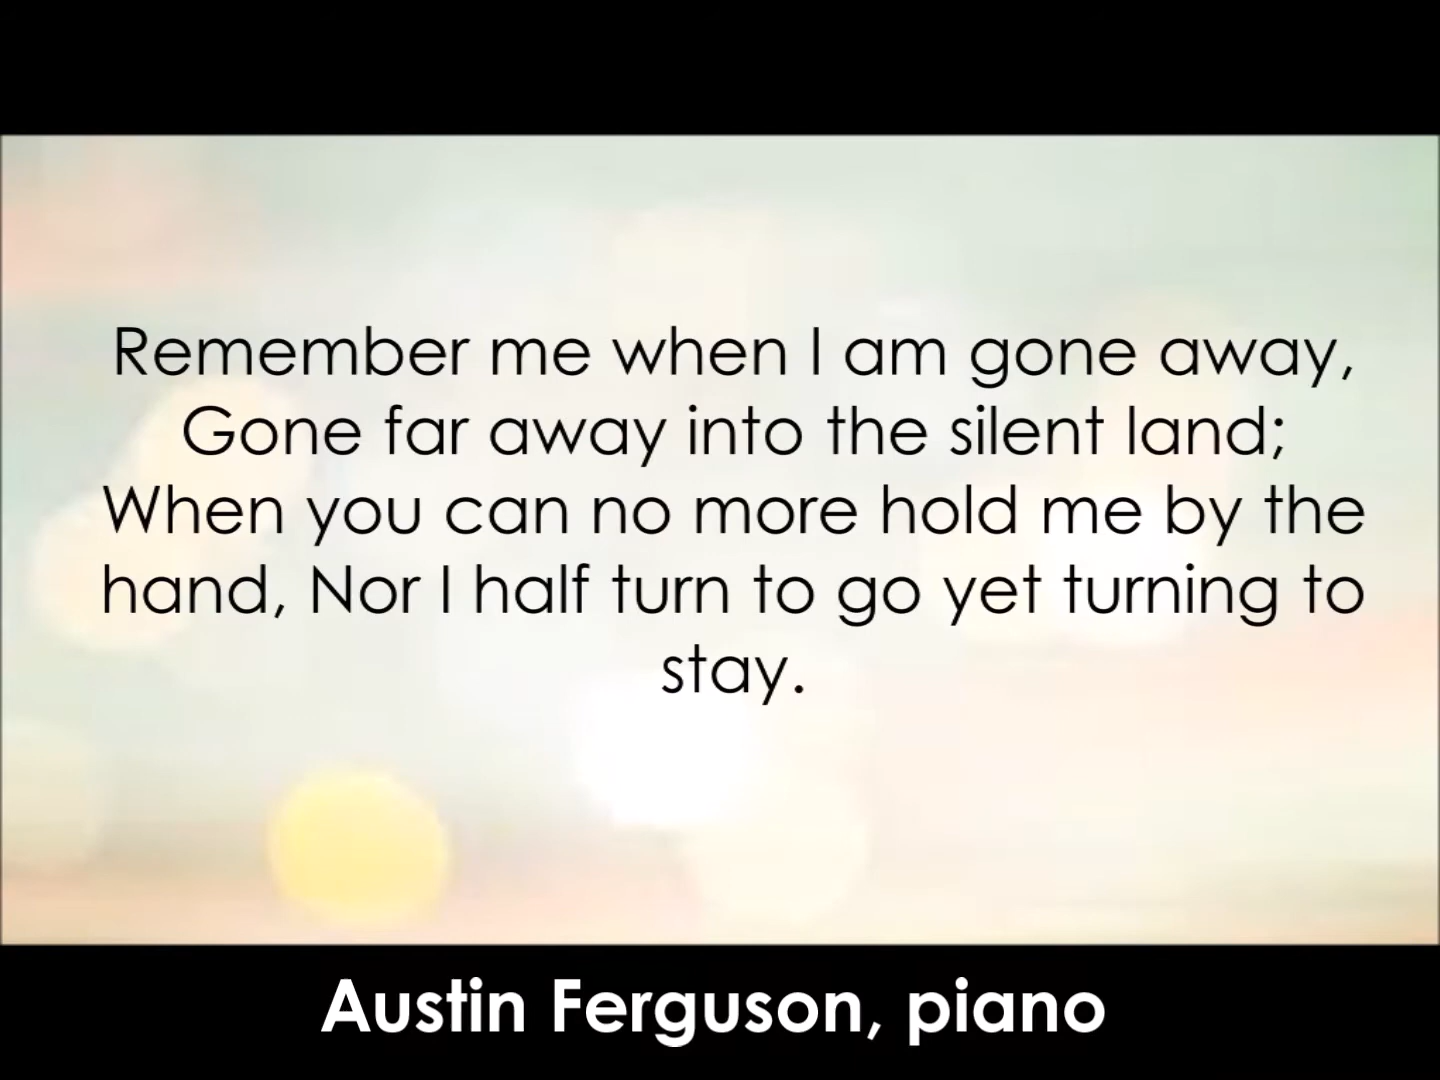 Remember me when I am gone away,
Gone far away into the silent land;
When you can no more hold me by the
hand, Nor I half turn to go yet turning to
stay.
Austin Ferguson, piano